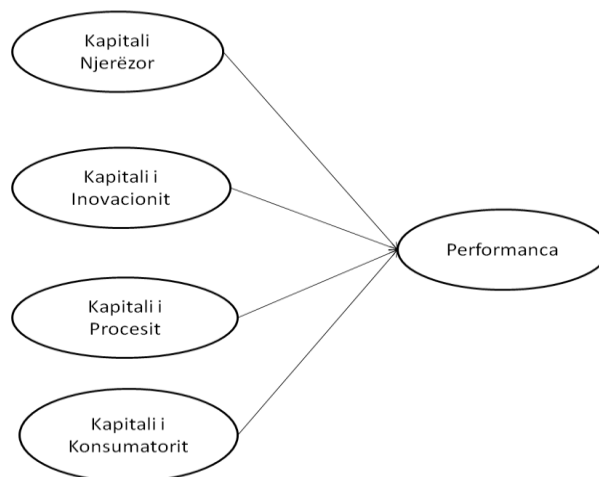 Kapitali
Njerëzor
Kapitali i
Inovacionit
Performanca
Kapitali i
Procesit
Kapitali i
Konsumatorit